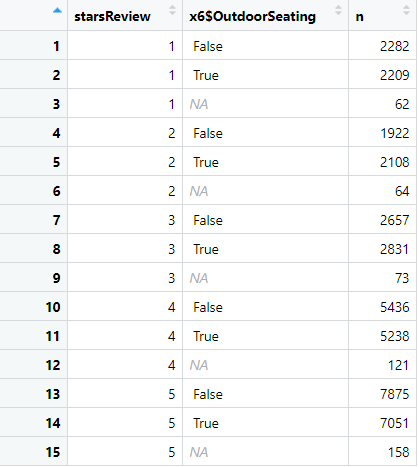 starsReview x6$OutdoorSeating n
1 1 False 2282
2 1 True 2209
3 1 NA 62
4 2 False 1922
5 2 True 2108
6 2 NA 64
7 3 False 2657
8 3 True 2831
9 3 NA 73
10 4 False 5436
11 4 True 5238
12 4 NA 121
13 5 False 7875
14 5 True 7051
15 5 NA 158